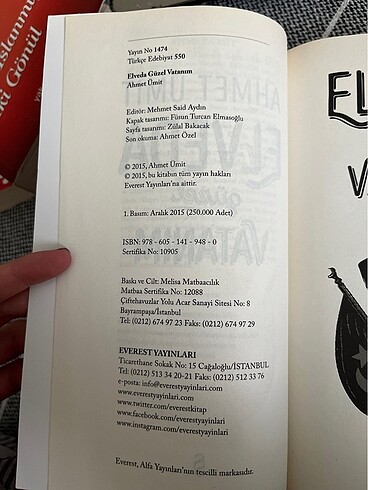 Yayın No 1474
Türkçe Edebiyat 550
Elveda Güzel Vatanım
Ahmet Ümit
Editör: Mehmet Said Aydın
Kapak tasarımı: Füsun Turcan Elmasoğlu
Sayfa tasarımı: Zülal Bakacak
Son okuma: Ahmet Özel
© 2015, Ahmet Ümit
© 2015, bu kitabın tüm yayın hakları
Everest Yayınları'na aittir.
1. Basım: Aralık 2015 (250.000 Adet)
ISBN: 978 - 605 - 141 - 948 - 0
Sertifika No: 10905
Baskı ve Cilt: Melisa Matbaacılık
Matbaa Sertifika No: 12088
Çiftehavuzlar Yolu Acar Sanayi Sitesi No: 8
Bayrampaşa/İstanbul
Tel: (0212) 674 97 23 Faks: (0212) 674 97 29
EVEREST YAYINLARI
Ticarethane Sokak No: 15 Cağaloğlu/İSTANBUL
Tel: (0212) 513 34 20-21 Faks: (0212) 512 33 76
e-posta: info@everestyayinlari.com
www.everestyayinlari.com
www.twitter.com/everestkitap
www.facebook.com/everestyayinlari
www.instagram.com/everestyayinlari
Everest, Alfa Yayınları'nın tescilli markasıdır.